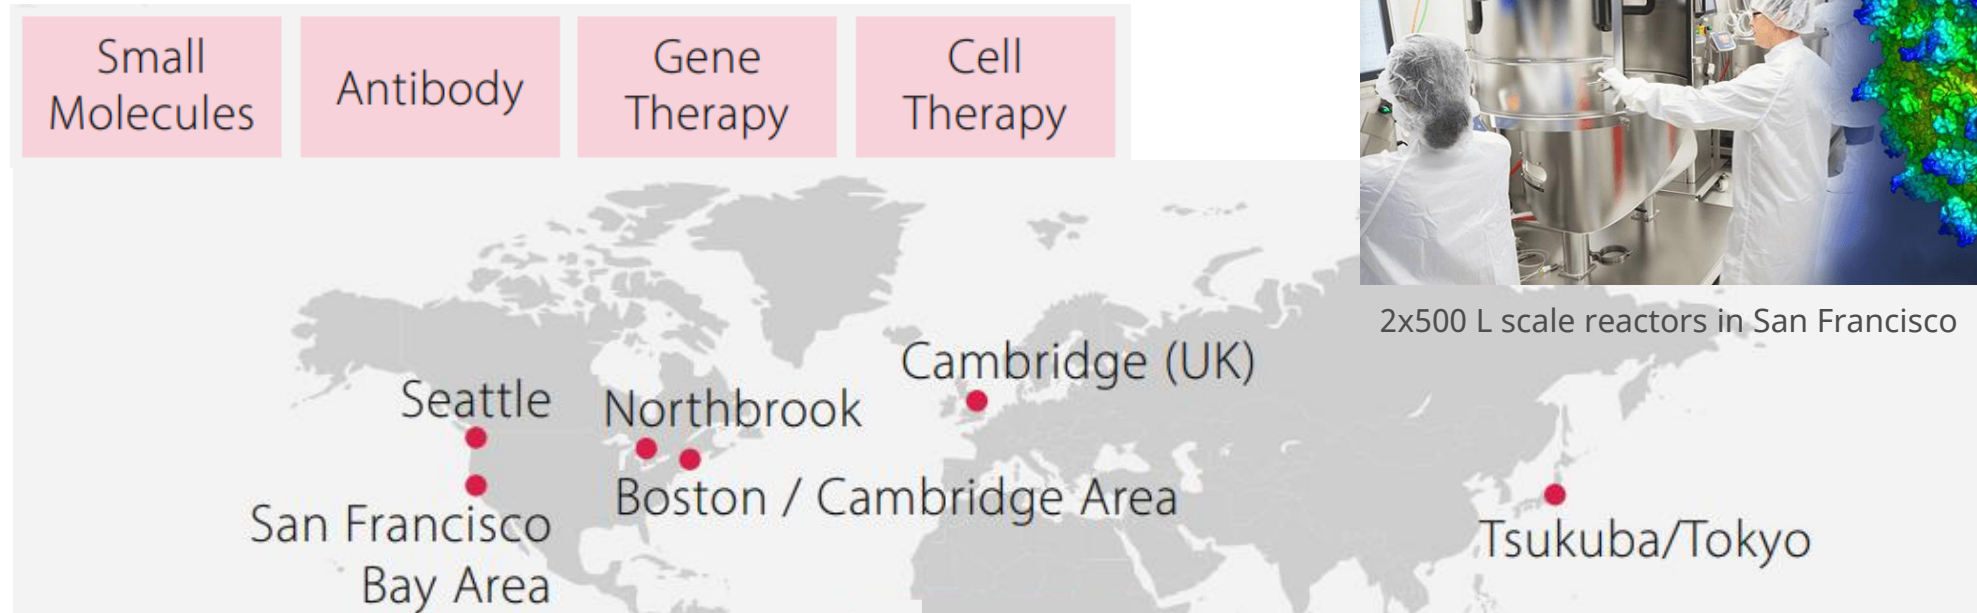 Small
Molecules
Antibody
Gene
Therapy
Cell
Therapy
2x500 L scale reactors in San Francisco
Cambridge (UK)
Seattle
Northbrook
Boston / Cambridge Area
San Francisco
Bay Area
Tsukuba/Tokyo